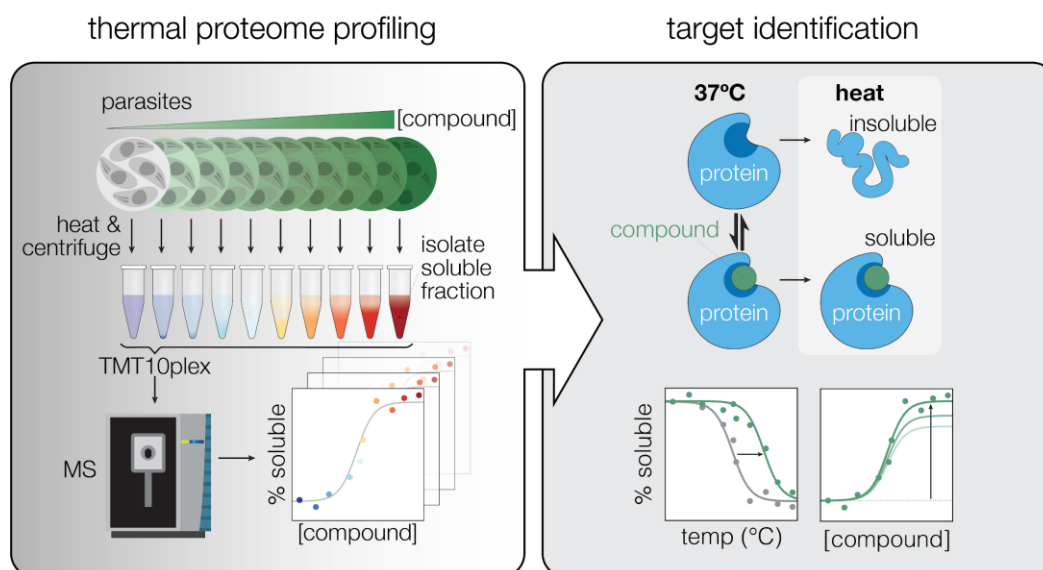 thermal proteome profiling
parasites
[compound]
heat &
centrifuge
isolate
soluble
fraction
TMT10plex
MS
% soluble
[compound]
target identification
37ºC
heat
insoluble
protein
compound
soluble
protein
protein
% soluble
temp (°C)
[compound]